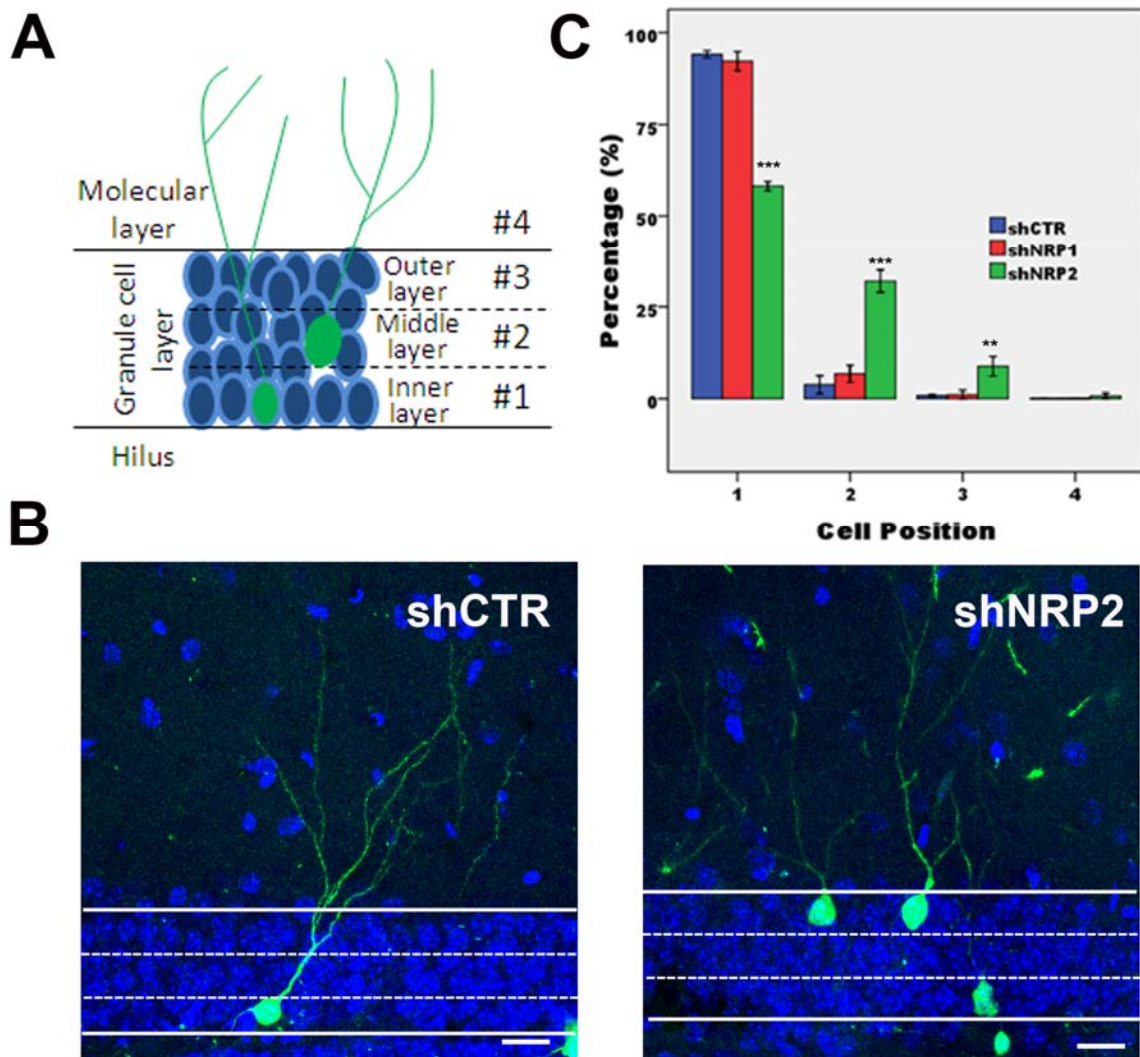 A
Molecular
layer
#4
Granule cell
layer
Outer
layer
#3
Middle
layer
#2
Inner
layer
#1
Hilus
C
Percentage (%)
100
75
50
25
0
***
***
**
shCTR
shNRP1
shNRP2
1 2 3 4
Cell Position
B
shCTR
shNRP2